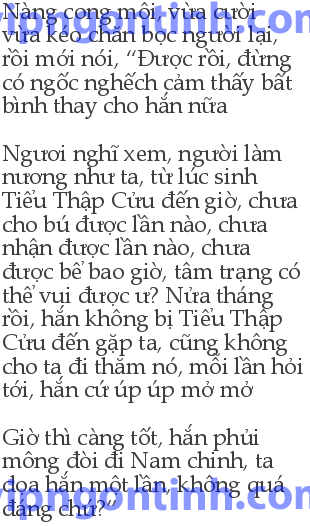 Nàng cong môi, vừa cười
vừa kéo chăn bọc người lại,
rồi mới nói, “Được rồi, đừng
có ngốc nghếch cảm thấy bất
bình thay cho hắn nữa
Ngươi nghĩ xem, người làm
nương như ta, từ lúc sinh
Tiểu Thập Cửu đến giờ, chưa
cho bú được lần nào, chưa
nhận được lần nào, chưa
được bể bao giờ, tâm trạng có
thể vui được ư? Nửa tháng
rồi, hắn không bị Tiểu Thập
Cửu đến gặp ta, cũng không
cho ta đi thăm nó, mỗi lần hỏi
tới, hắn cứ úp úp mở mở
Giờ thì càng tốt, hắn phủi
mông đòi đi Nam chinh, ta
dọa hắn một lần, không quá
đáng chứ?“
vipngontinh.com
vipngontinh.com